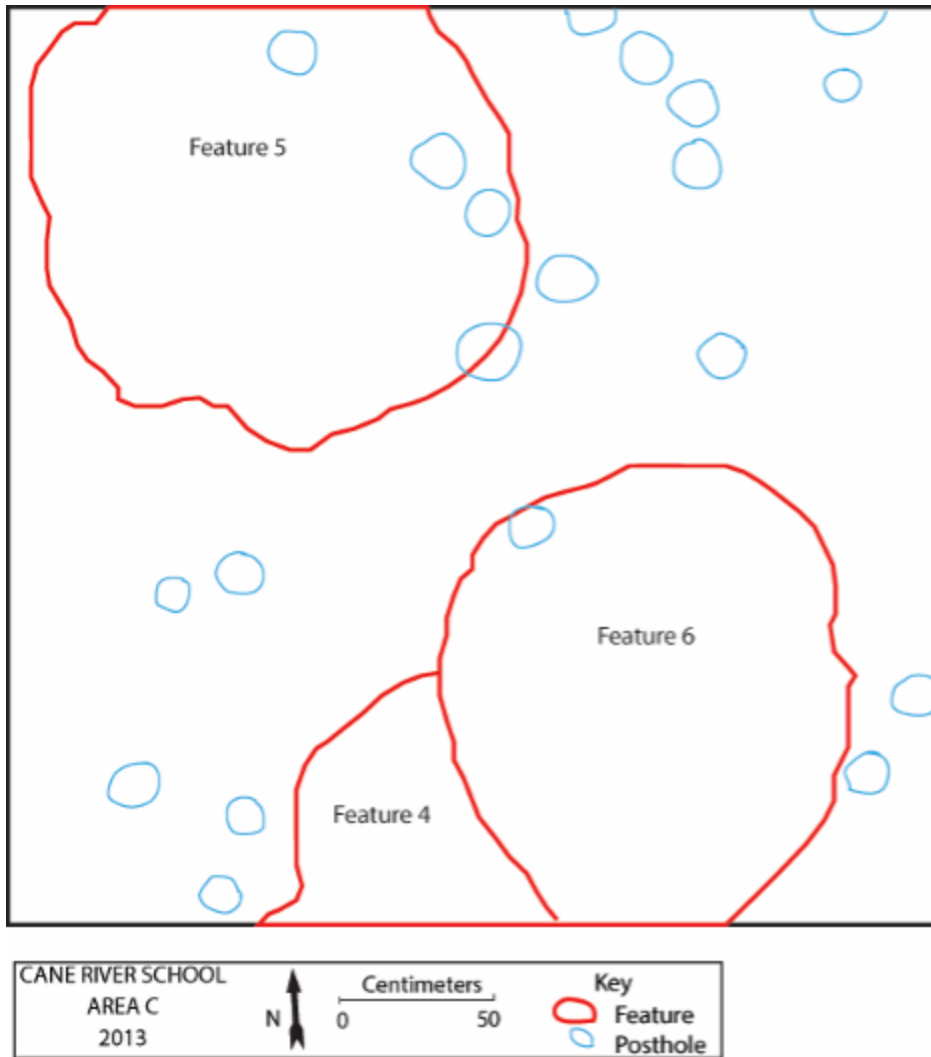 Feature 5
Feature 6
Feature 4
CANE RIVER SCHOOL
AREA C
2013
N
Centimeters
0 50
Key
Feature
Posthole